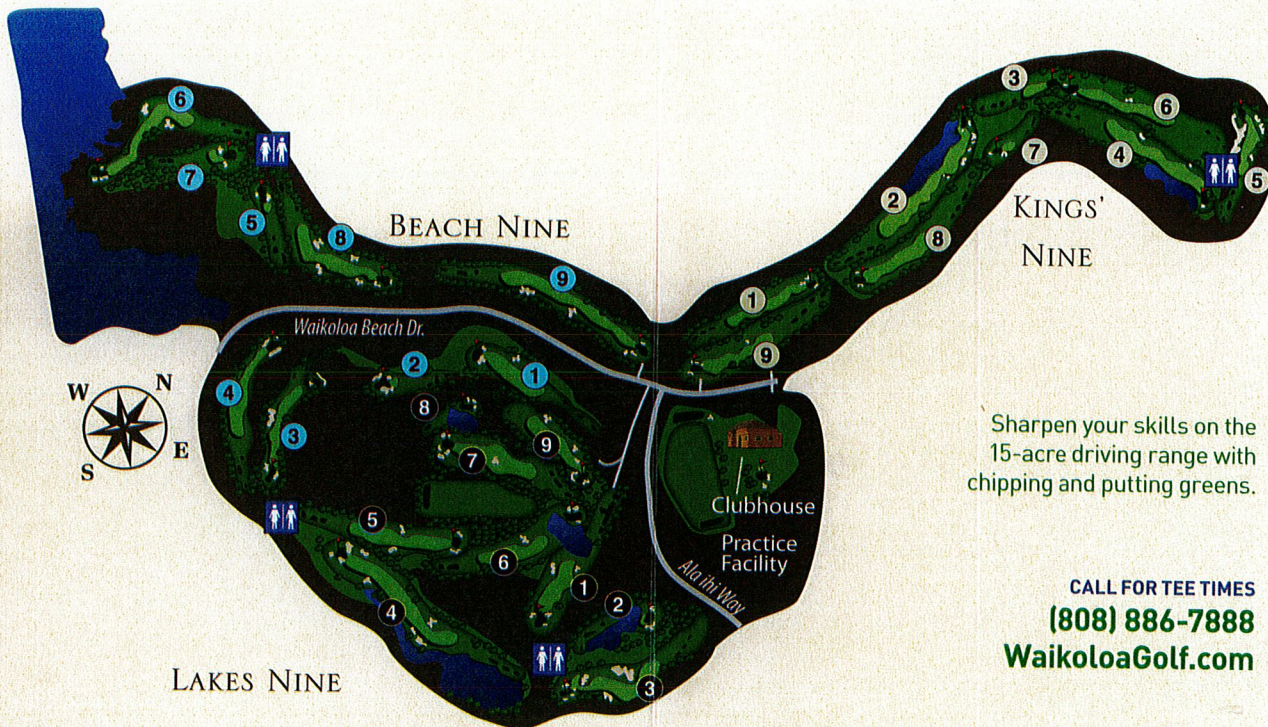 BEACH NINE
6
7
5
8
9
KINGS'
NINE
3
6
4
5
7
2
8
1
9
Waikoloa Beach Dr.
4
3
2
1
8
9
7
5
6
4
1
2
3
W
N
S
E
Clubhouse
Practice
Facility
Ala ihi Way
LAKES NINE
Sharpen your skills on the
15-acre driving range with
chipping and putting greens.
CALL FOR TEE TIMES
(808) 886-7888
WaikoloaGolf.com